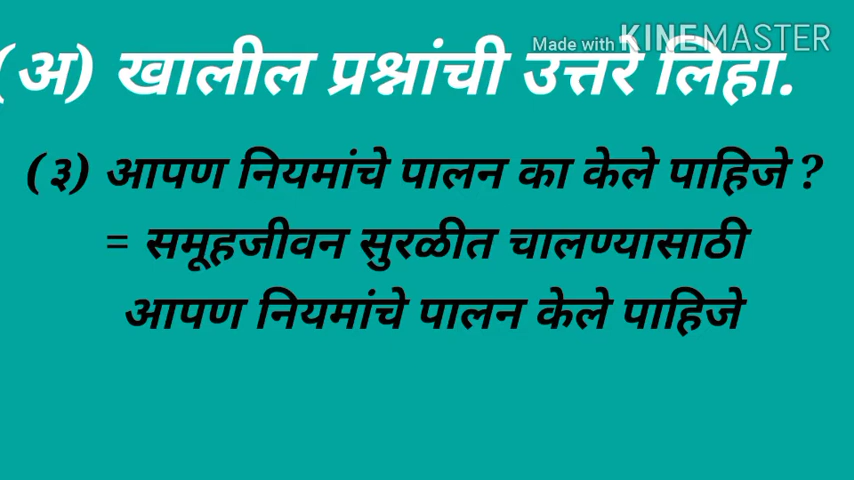 Made with KINEMASTER
(अ) खालील प्रश्नांची उत्तरे लिहा.
(३) आपण नियमांचे पालन का केले पाहिजे ?
= समूहजीवन सुरळीत चालण्यासाठी
आपण नियमांचे पालन केले पाहिजे